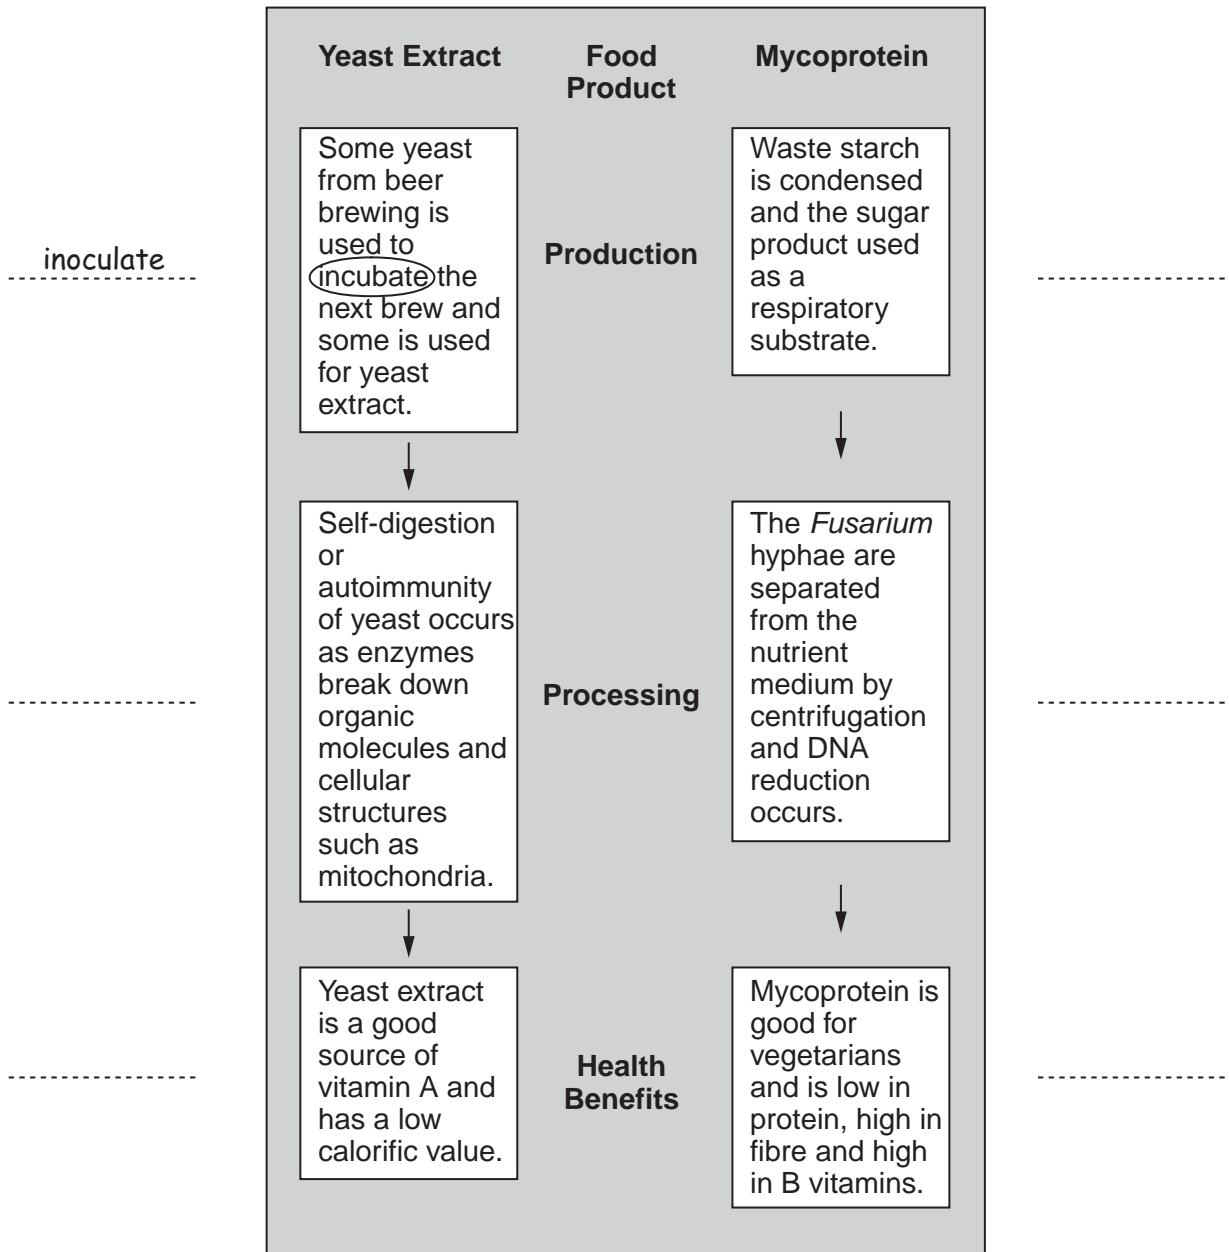 Yeast Extract
Food
Product
Mycoprotein
inoculate
Some yeast
from beer
brewing is
used to
incubate the
next brew and
some is used
for yeast
extract.
Production
Waste starch
is condensed
and the sugar
product used
as a
respiratory
substrate.
Self-digestion
or
autoimmunity
of yeast occurs
as enzymes
break down
organic
molecules and
cellular
structures
such as
mitochondria.
Processing
The Fusarium
hyphae are
separated
from the
nutrient
medium by
centrifugation
and DNA
reduction
occurs.
Yeast extract
is a good
source of
vitamin A and
has a low
calorific value.
Health
Benefits
Mycoprotein is
good for
vegetarians
and is low in
protein, high in
fibre and high
in B vitamins.